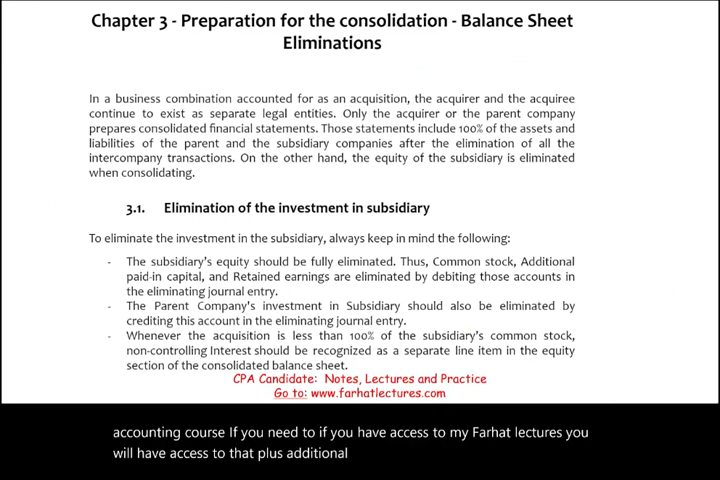 Chapter 3 - Preparation for the consolidation - Balance Sheet
Eliminations
In a business combination accounted for as an acquisition, the acquirer and the acquiree
continue to exist as separate legal entities. Only the acquirer or the parent company
prepares consolidated financial statements. Those statements include 100% of the assets and
liabilities of the parent and the subsidiary companies after the elimination of all the
intercompany transactions. On the other hand, the equity of the subsidiary is eliminated
when consolidating.
3.1. Elimination of the investment in subsidiary
To eliminate the investment in the subsidiary, always keep in mind the following:
- The subsidiary's equity should be fully eliminated. Thus, Common stock, Additional
paid-in capital, and Retained earnings are eliminated by debiting those accounts in
the eliminating journal entry.
- The Parent Company's investment in Subsidiary should also be eliminated by
crediting this account in the eliminating journal entry.
- Whenever the acquisition is less than 100% of the subsidiary's common stock,
non-controlling Interest should be recognized as a separate line item in the equity
section of the consolidated balance sheet.
CPA Candidate: Notes, Lectures and Practice
Go to: www.farhatlectures.com
accounting course If you need to if you have access to my Farhat lectures you
will have access to that plus additional